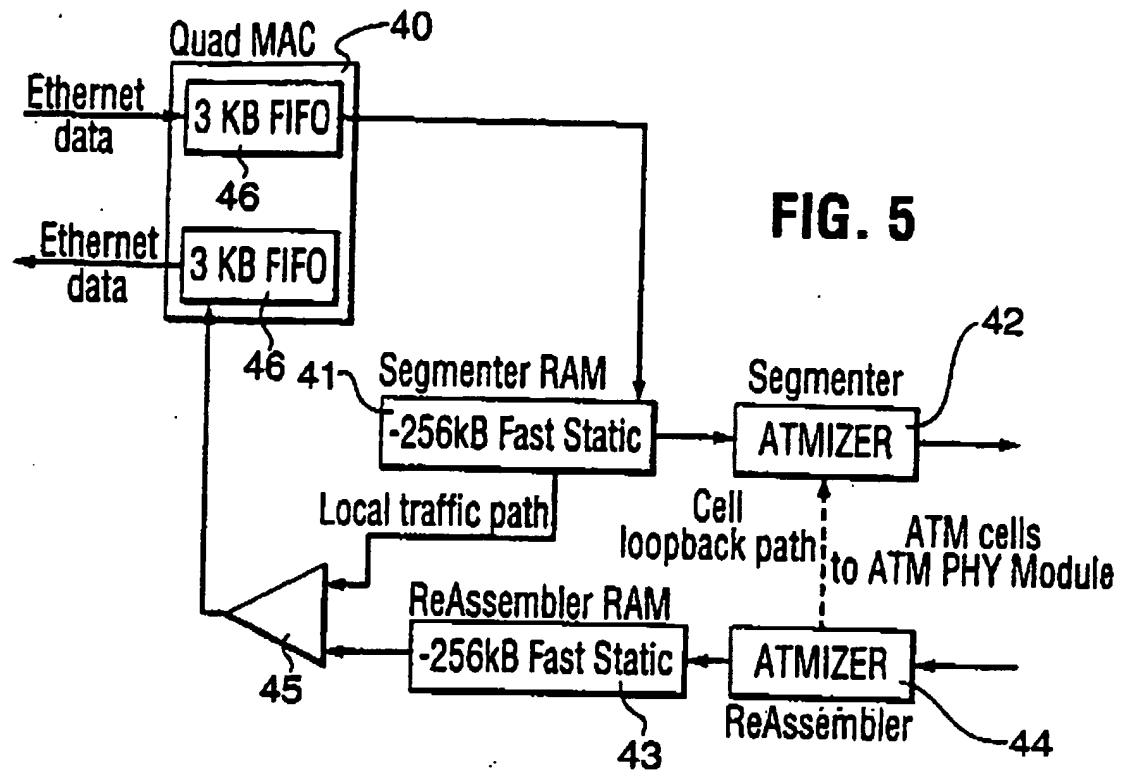 Quad MAC
40
Ethernet
data
3 KB FIFO
46
Ethernet
data
3 KB FIFO
46
FIG. 5
41
Segmenter RAM
-256kB Fast Static
Segmenter
42
ATMIZER
Local traffic path
Cell
loopback path
ATM cells
to ATM PHY Module
45
ReAssembler RAM
-256kB Fast Static
43
ATMIZER
ReAssembler
44